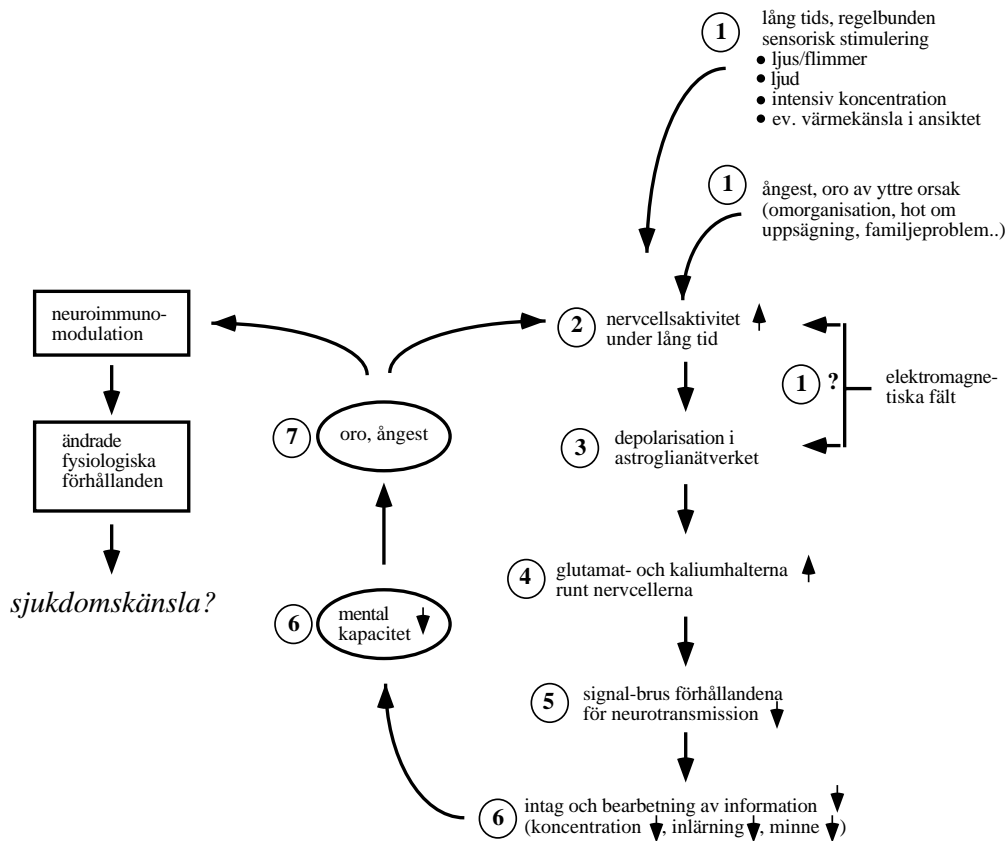 1
lång tids, regelbunden
sensorisk stimulering
• ljus/flimmer
• ljud
• intensiv koncentration
• ev. värmekänsla i ansiktet
1
ångest, oro av yttre orsak
(omorganisation, hot om
uppsägning, familjeproblem..)
neuroimmuno-
modulation
2
nervcellsaktivitet
under lång tid
1 ?
elektromagne-
tiska fält
ändrade
fysiologiska
förhållanden
7
oro, ångest
3
depolarisation i
astroglianätverket
sjukdomskänsla?
4
glutamat- och kaliumhalterna
runt nervcellerna
6
mental
kapacitet
5
signal-brus förhållandena
för neurotransmission
6
intag och bearbetning av information
(koncentration , inlärning , minne )